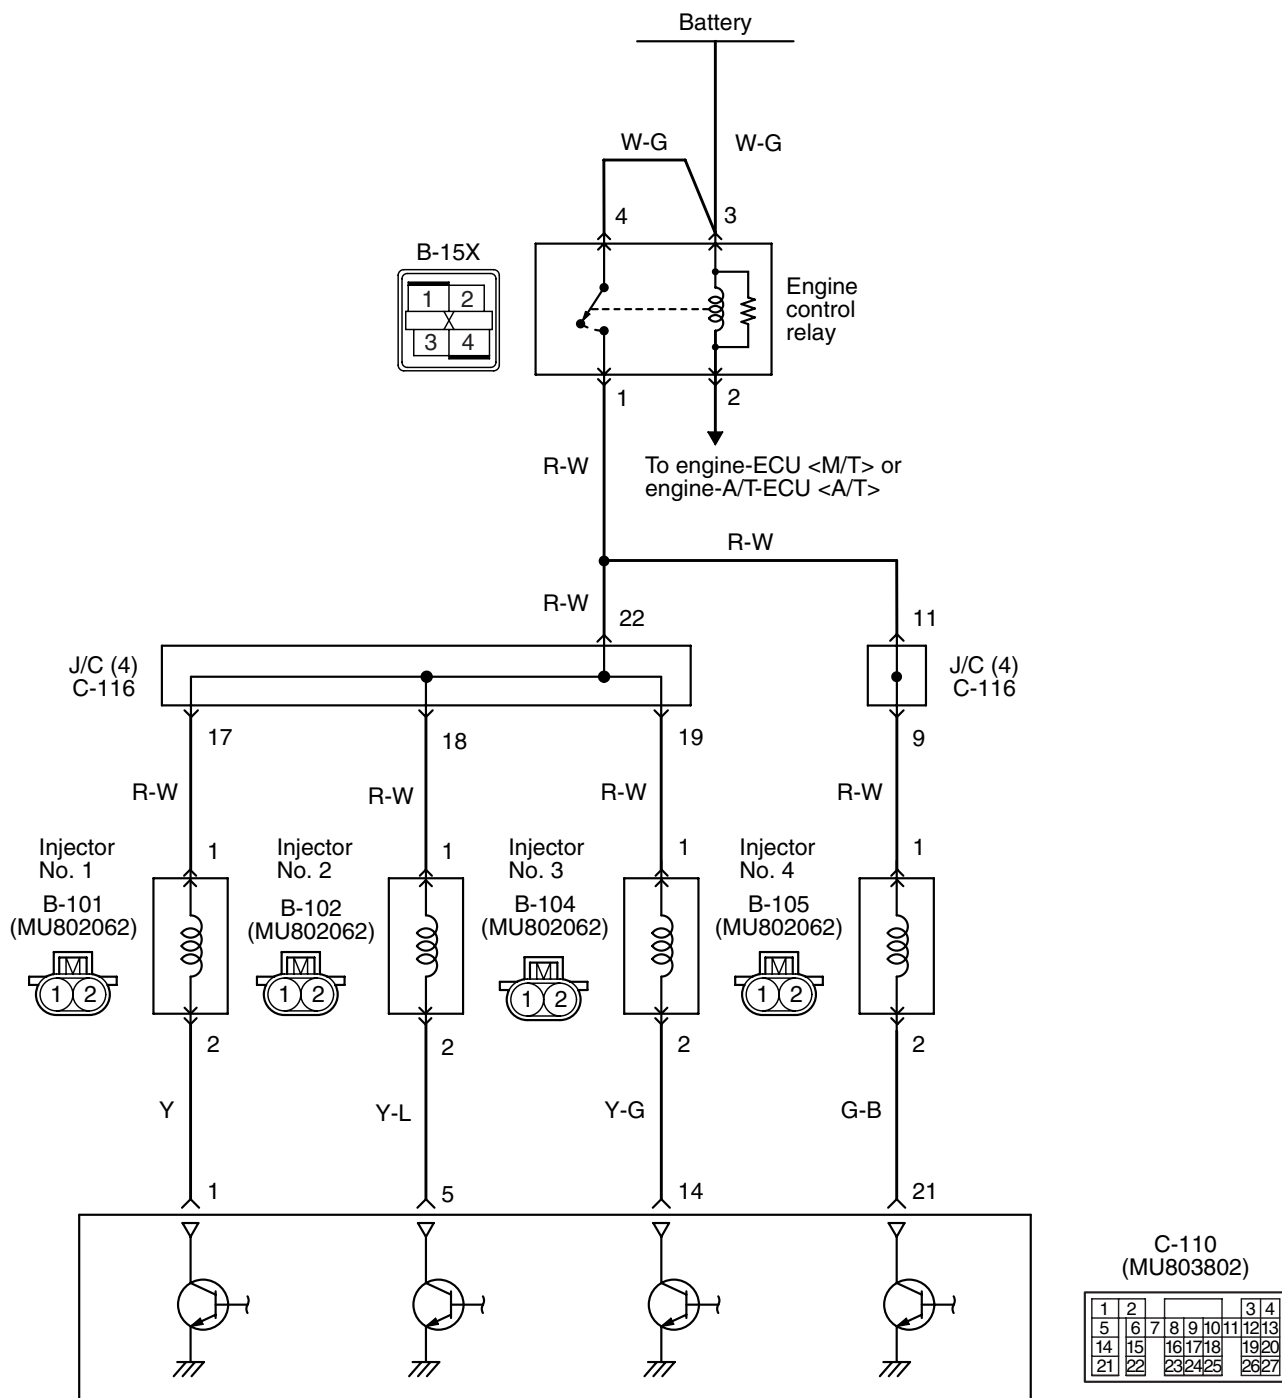 Battery
W-G
W-G
4
3
B-15X
1 2
3 4
Engine
control
relay
1
2
R-W
To engine-ECU <M/T> or
engine-A/T-ECU <A/T>
R-W
R-W
22
11
J/C (4)
C-116
J/C (4)
C-116
17
18
19
9
R-W
R-W
R-W
R-W
Injector
No. 1
1
B-101
(MU802062)
1 2
Injector
No. 2
1
B-102
(MU802062)
1 2
Injector
No. 3
1
B-104
(MU802062)
1 2
Injector
No. 4
1
B-105
(MU802062)
1 2
2
2
2
2
Y
Y-L
Y-G
G-B
1
5
14
21
C-110
(MU803802)
1 2 3 4
5 6 7 8 9 10 11 12 13
14 15 16 17 18 19 20
21 22 23 24 25 26 27